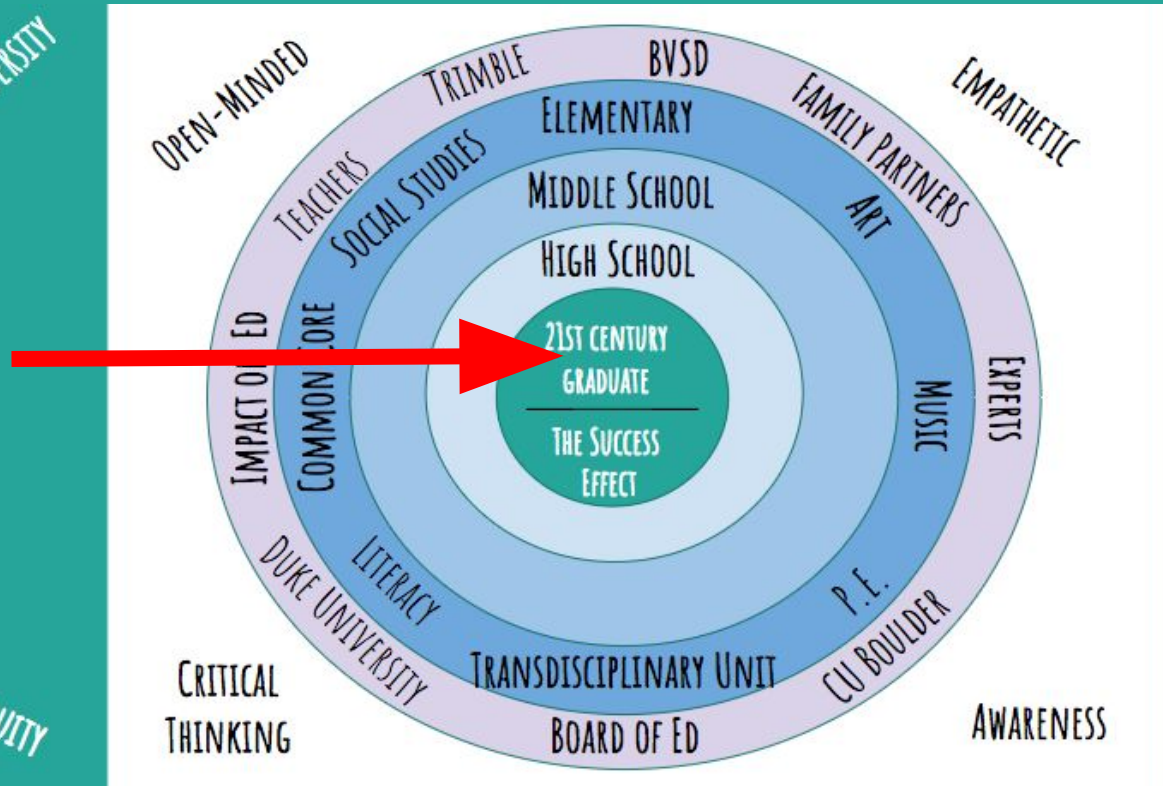 OPEN-MINDED
TRIMBLE
BVSD
FAMILY PARTNERS
EMPATHETIC
TEACHERS
SOCIAL STUDIES
ELEMENTARY
ART
MIDDLE SCHOOL
HIGH SCHOOL
21ST CENTURY
GRADUATE
THE SUCCESS
EFFECT
IMPACT ON ED
COMMON CORE
MUSIC
EXPERTS
LITERACY
DUKE UNIVERSITY
TRANSDISCIPLINARY UNIT
P.E.
CU BOULDER
BOARD OF ED
CRITICAL
THINKING
AWARENESS